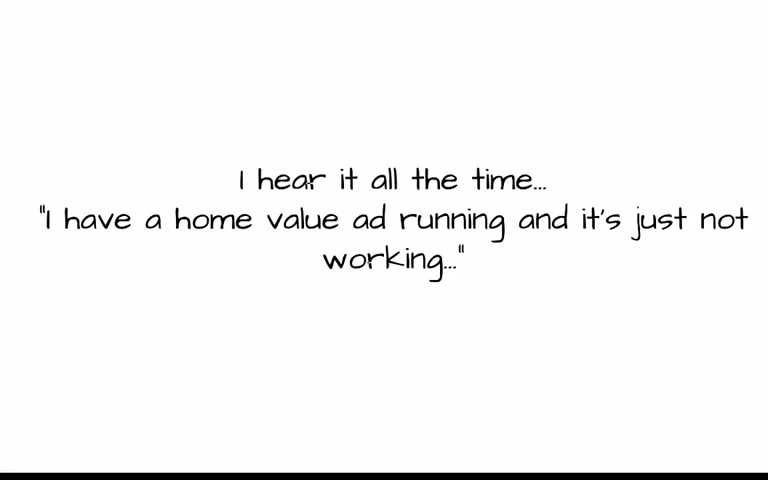 I hear it all the time...
"I have a home value ad running and it's just not
working..."